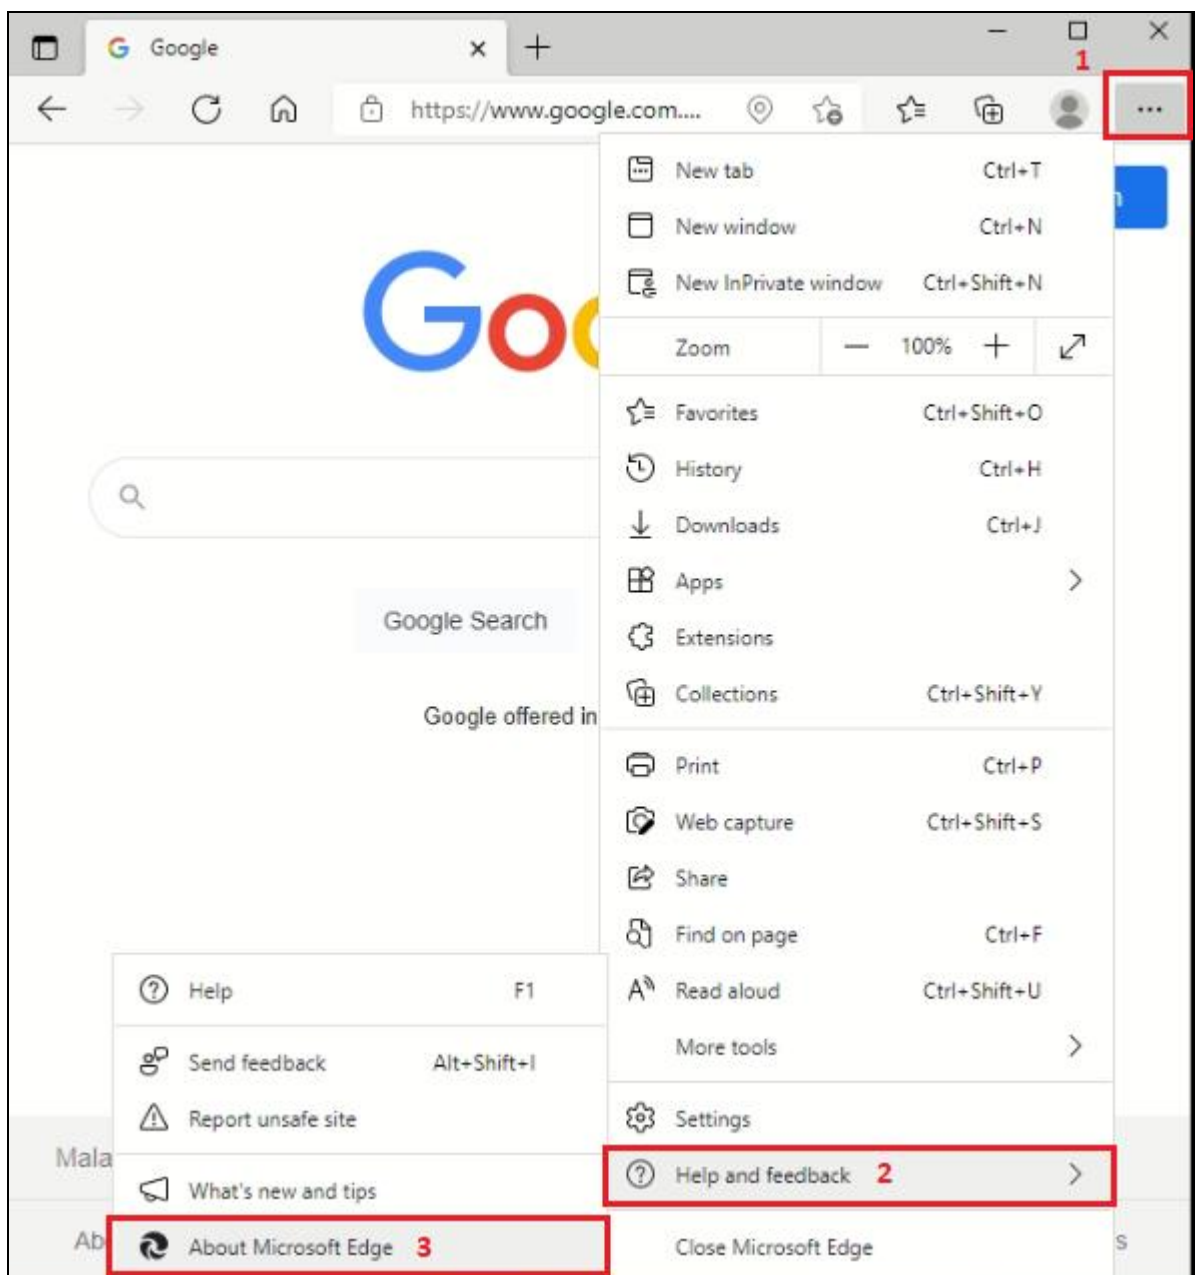 Google
1
https://www.google.com....
New tab Ctrl+T
New window Ctrl+N
New InPrivate window Ctrl+Shift+N
Zoom 100%
Favorites Ctrl+Shift+O
History Ctrl+H
Downloads Ctrl+J
Apps
Extensions
Collections Ctrl+Shift+Y
Print Ctrl+P
Web capture Ctrl+Shift+S
Share
Find on page Ctrl+F
Read aloud Ctrl+Shift+U
More tools
Settings
Help and feedback 2
Close Microsoft Edge
Goo
Google Search
Google offered in
Help F1
Send feedback Alt+Shift+I
Report unsafe site
What's new and tips
About Microsoft Edge 3
Mala
Ab
s